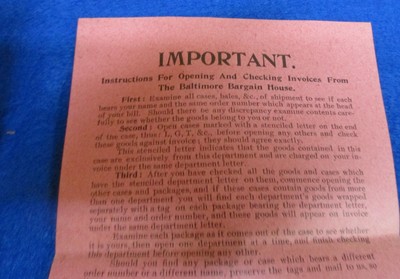 IMPORTANT.
Instructions For Opening And Checking Invoices From
The Baltimore Bargain House.
First: Examine all cases, bales, &c., of shipment to see if each
bears your name and the same order number which appears at the head
of your bill. Should there be any discrepancy examine contents care-
fully to see whether the goods belong to you or not.
Second: Open cases marked with a stenciled letter on the end
of the case, thus: L, G, T, &c., before opening any others and check
these goods against invoice; they should agree exactly.
This stenciled letter indicates that the goods contained in this
case are exclusively from this department and are charged on your in-
voice under the same department letter.
Third: After you have checked all the goods and cases which
have the stenciled department letter on them, commence opening the
other cases and packages, and if these cases contain goods from more
than one department you will find each department's goods wrapped
seperately with a tag on each package bearing the department letter,
your name and order number, and these goods will appear on invoice
under the same department letter.
Examine each package as it comes out of the case to see whether
it is yours, then open one department at a time, and finish checking
this department before opening any other.
Should you find any package or case which bears a different
order number or a different name, preserve the tags and mail to us, so